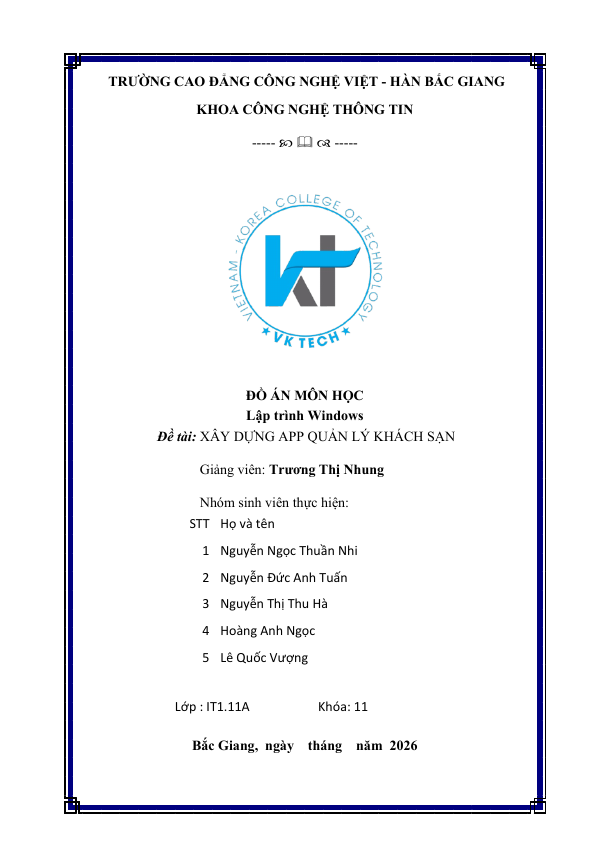 TRƯỜNG CAO ĐẲNG CÔNG NGHỆ VIỆT - HÀN BẮC GIANG
KHOA CÔNG NGHỆ THÔNG TIN
----- -----
VIETNAM - KOREA COLLEGE OF TECHNOLOGY
VK TECH
ĐỒ ÁN MÔN HỌC
Lập trình Windows
Đề tài: XÂY DỰNG APP QUẢN LÝ KHÁCH SẠN
Giảng viên: Trương Thị Nhung
Nhóm sinh viên thực hiện:
STT Họ và tên
1 Nguyễn Ngọc Thuần Nhi
2 Nguyễn Đức Anh Tuấn
3 Nguyễn Thị Thu Hà
4 Hoàng Anh Ngọc
5 Lê Quốc Vượng
Lớp : IT1.11A Khóa: 11
Bắc Giang, ngày tháng năm 2026